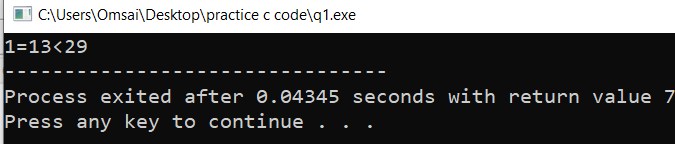 C:\Users\Omsai\Desktop\practice c code\q1.exe
1=13<29
--------------------------------
Process exited after 0.04345 seconds with return value 7
Press any key to continue . . .